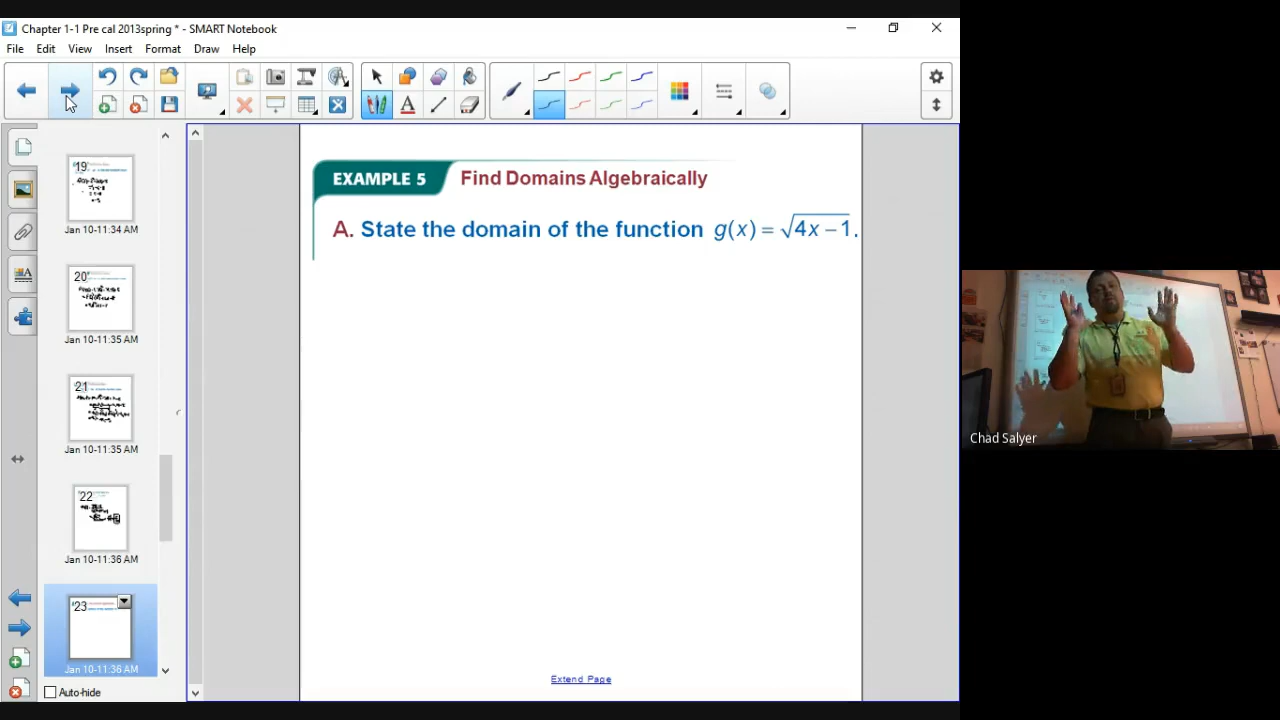 Chapter 1-1 Pre cal 2013spring * - SMART Notebook
File Edit View Insert Format Draw Help
19
Jan 10-11:34 AM
20
Jan 10-11:35 AM
21
Jan 10-11:35 AM
22
Jan 10-11:36 AM
23
Jan 10-11:36 AM
Auto-hide
EXAMPLE 5 Find Domains Algebraically
A. State the domain of the function g(x) = √4x – 1.
Extend Page
Chad Salyer